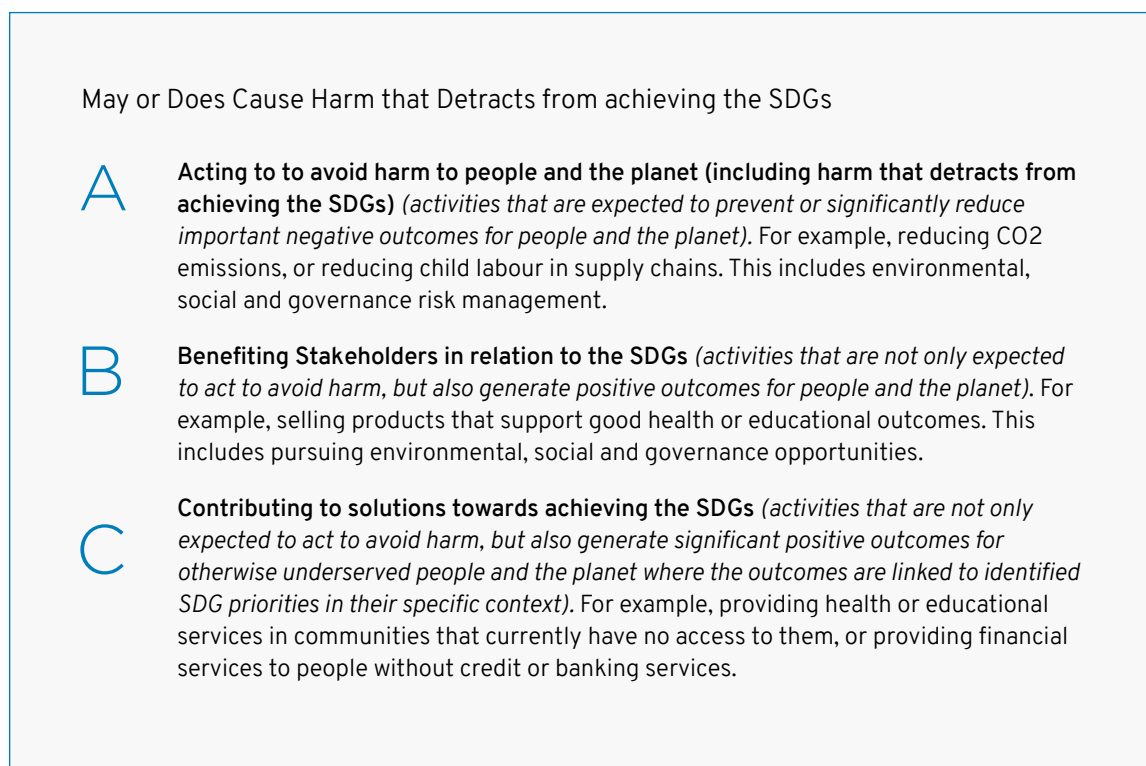 May or Does Cause Harm that Detracts from achieving the SDGs
A
Acting to to avoid harm to people and the planet (including harm that detracts from
achieving the SDGs) (activities that are expected to prevent or significantly reduce
important negative outcomes for people and the planet). For example, reducing CO2
emissions, or reducing child labour in supply chains. This includes environmental,
social and governance risk management.
B
Benefiting Stakeholders in relation to the SDGs (activities that are not only expected
to act to avoid harm, but also generate positive outcomes for people and the planet). For
example, selling products that support good health or educational outcomes. This
includes pursuing environmental, social and governance opportunities.
C
Contributing to solutions towards achieving the SDGs (activities that are not only
expected to act to avoid harm, but also generate significant positive outcomes for
otherwise underserved people and the planet where the outcomes are linked to identified
SDG priorities in their specific context). For example, providing health or educational
services in communities that currently have no access to them, or providing financial
services to people without credit or banking services.